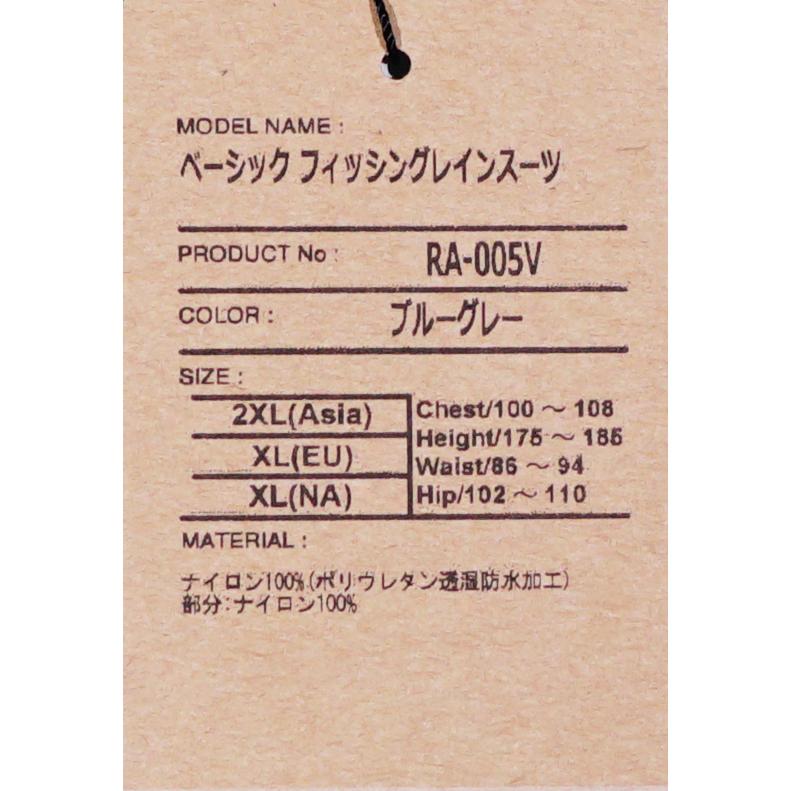 MODEL NAME :
ベーシック フィッシングレインスーツ
PRODUCT No :
RA-005V
COLOR :
ブルーグレー
SIZE :
2XL(Asia)
XL(EU)
XL(NA)
Chest/100 ～ 108
Height/175 ～ 185
Waist/86 ～ 94
Hip/102 ～ 110
MATERIAL :
ナイロン100%(ポリウレタン透湿防水加工)
部分:ナイロン100%